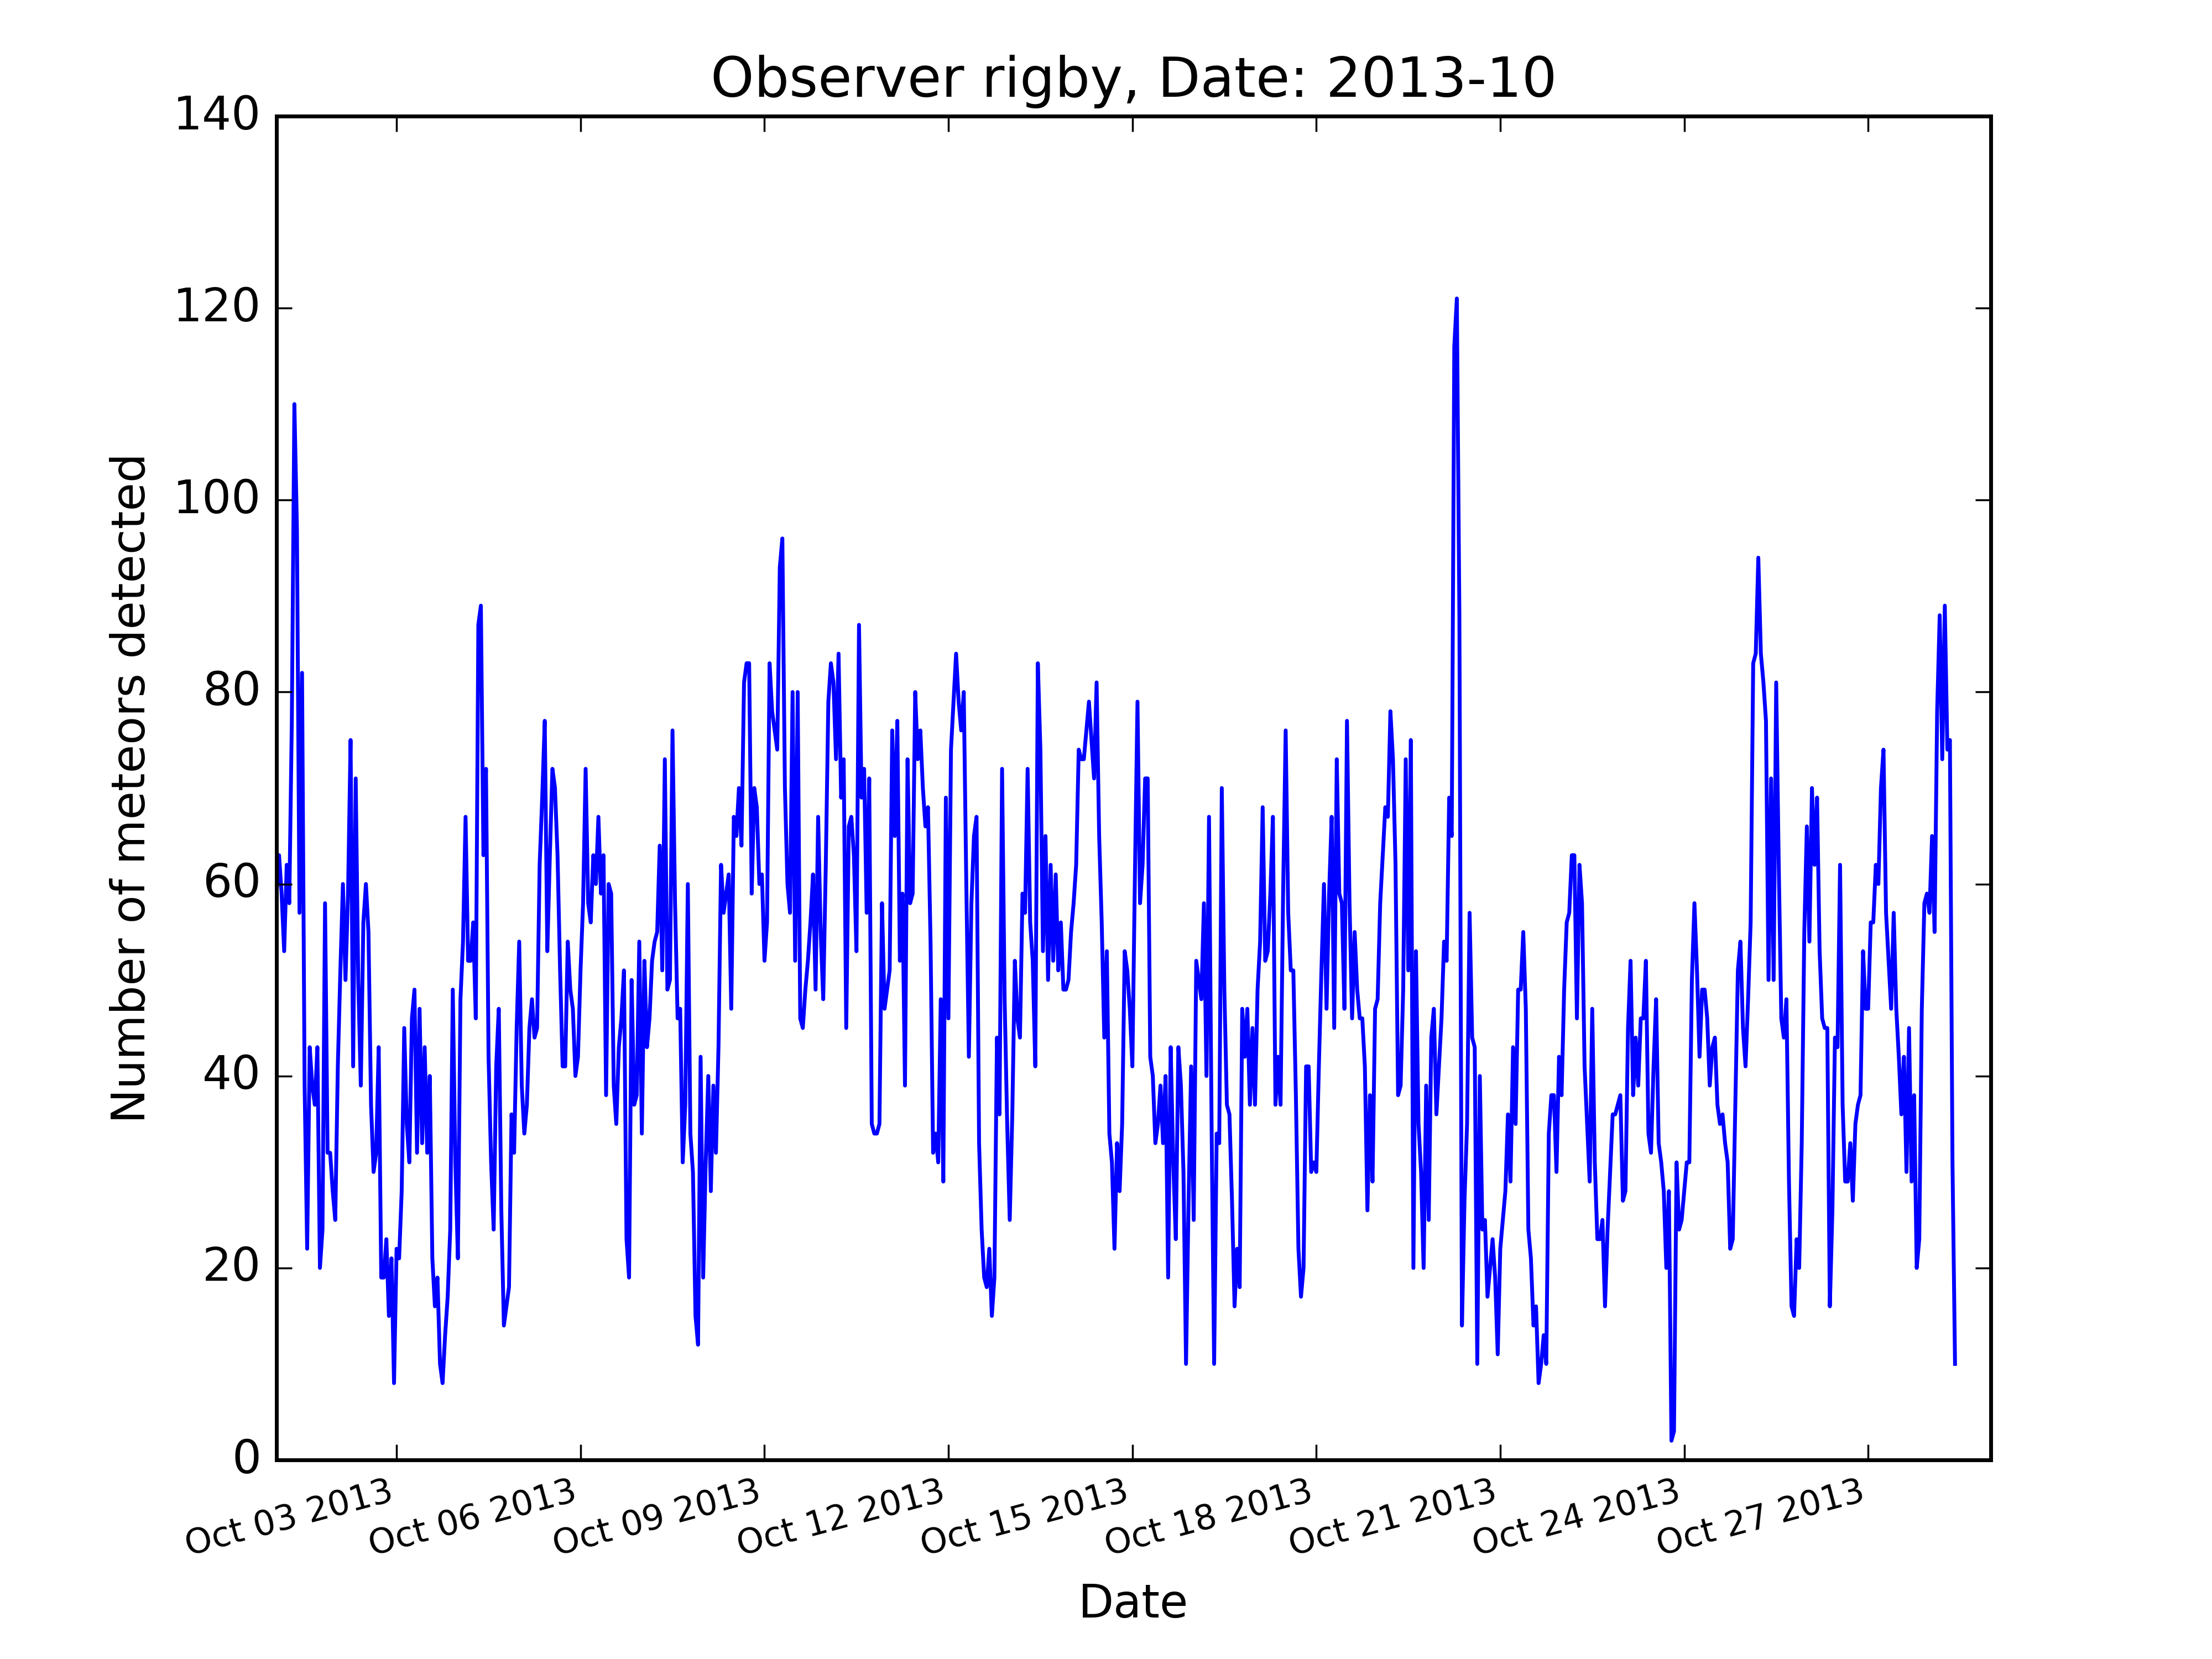 Observer rigby, Date: 2013-10
140
120
100
80
60
40
20
0
Number of meteors detected
Oct 03 2013
Oct 06 2013
Oct 09 2013
Oct 12 2013
Oct 15 2013
Oct 18 2013
Oct 21 2013
Oct 24 2013
Oct 27 2013
Date